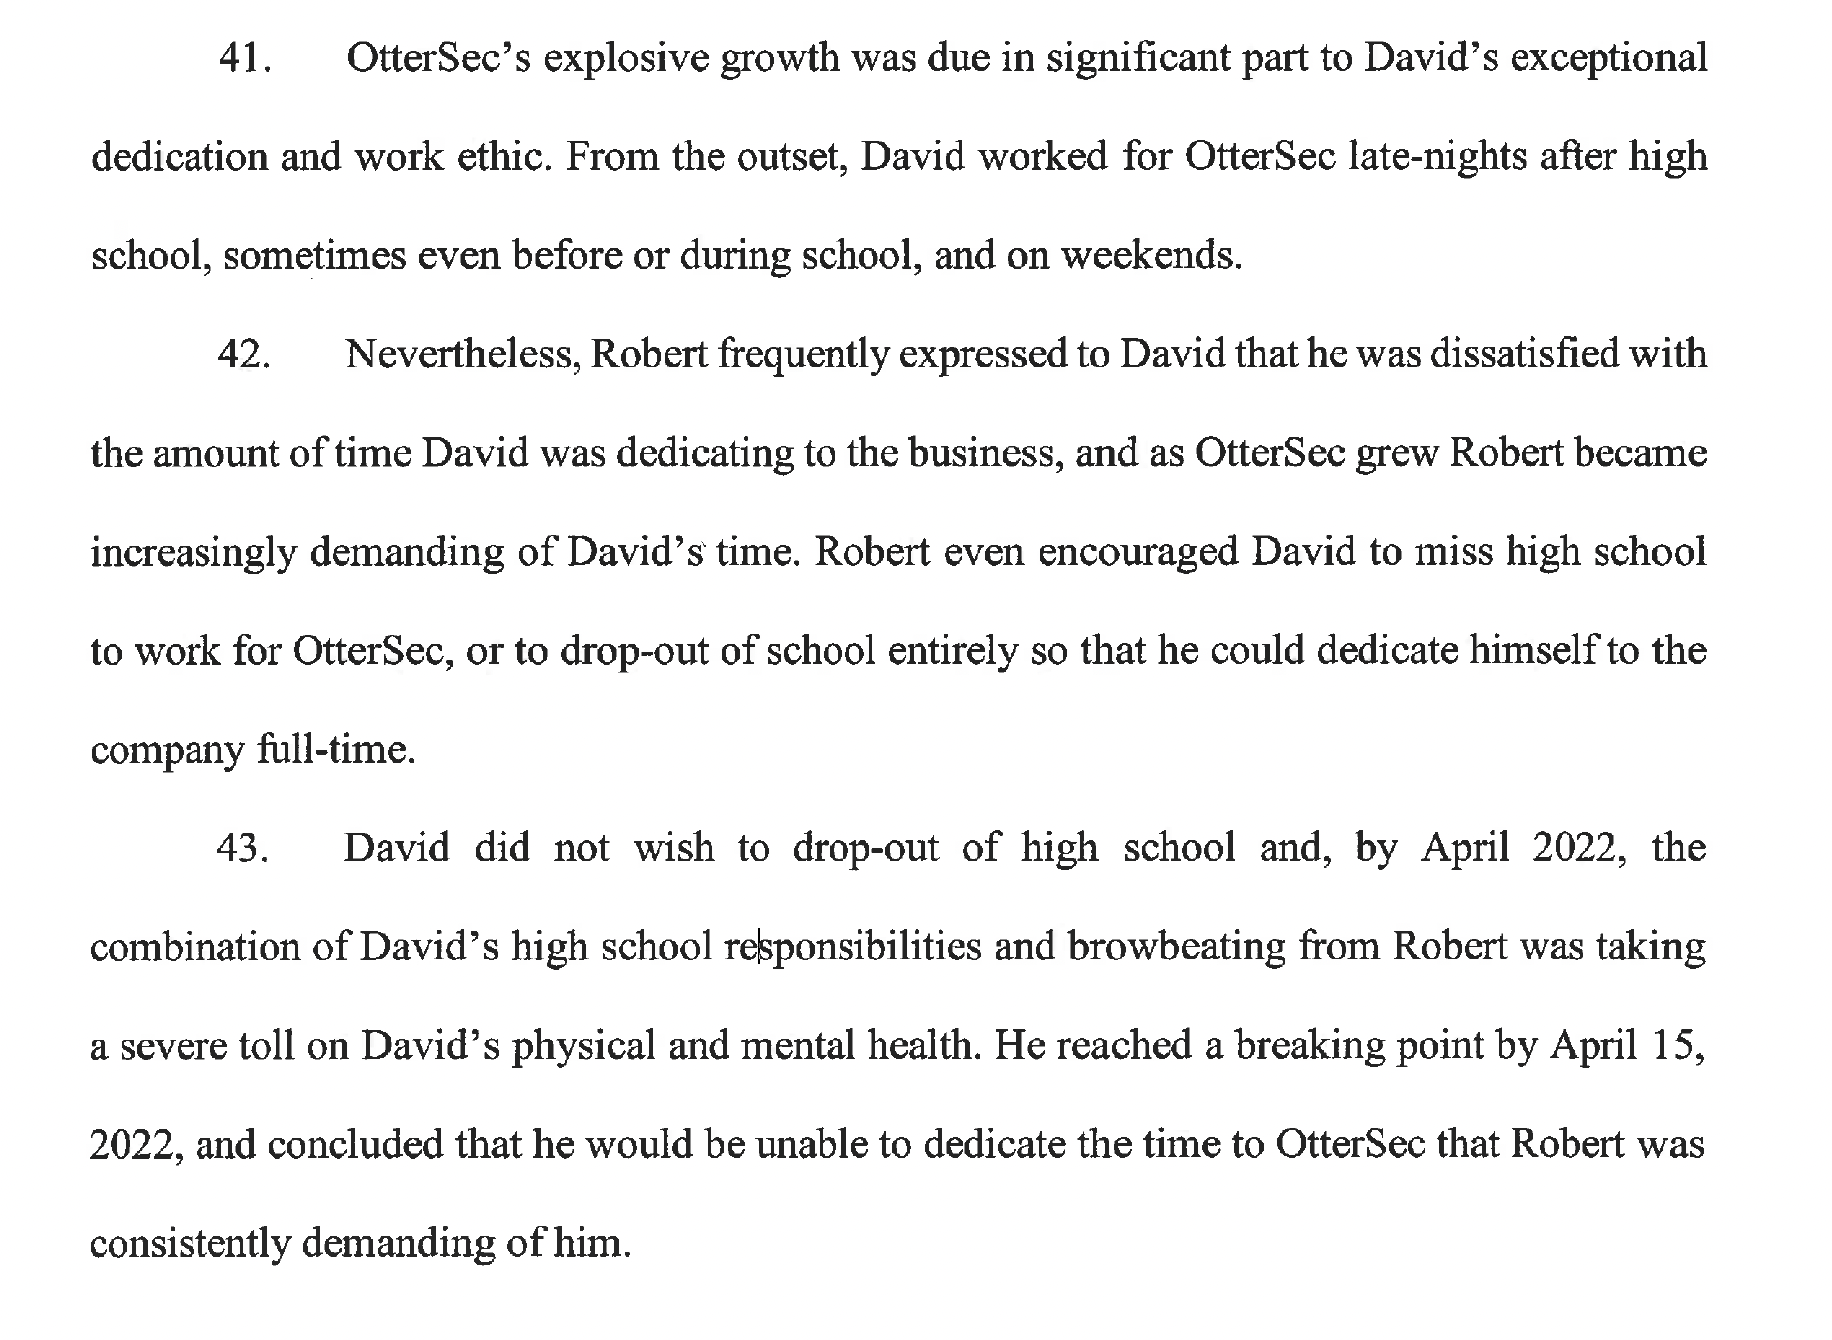 41. OtterSec’s explosive growth was due in significant part to David’s exceptional
dedication and work ethic. From the outset, David worked for OtterSec late-nights after high
school, sometimes even before or during school, and on weekends.
42. Nevertheless, Robert frequently expressed to David that he was dissatisfied with
the amount of time David was dedicating to the business, and as OtterSec grew Robert became
increasingly demanding of David’s time. Robert even encouraged David to miss high school
to work for OtterSec, or to drop-out of school entirely so that he could dedicate himself to the
company full-time.
43. David did not wish to drop-out of high school and, by April 2022, the
combination of David’s high school responsibilities and browbeating from Robert was taking
a severe toll on David’s physical and mental health. He reached a breaking point by April 15,
2022, and concluded that he would be unable to dedicate the time to OtterSec that Robert was
consistently demanding of him.